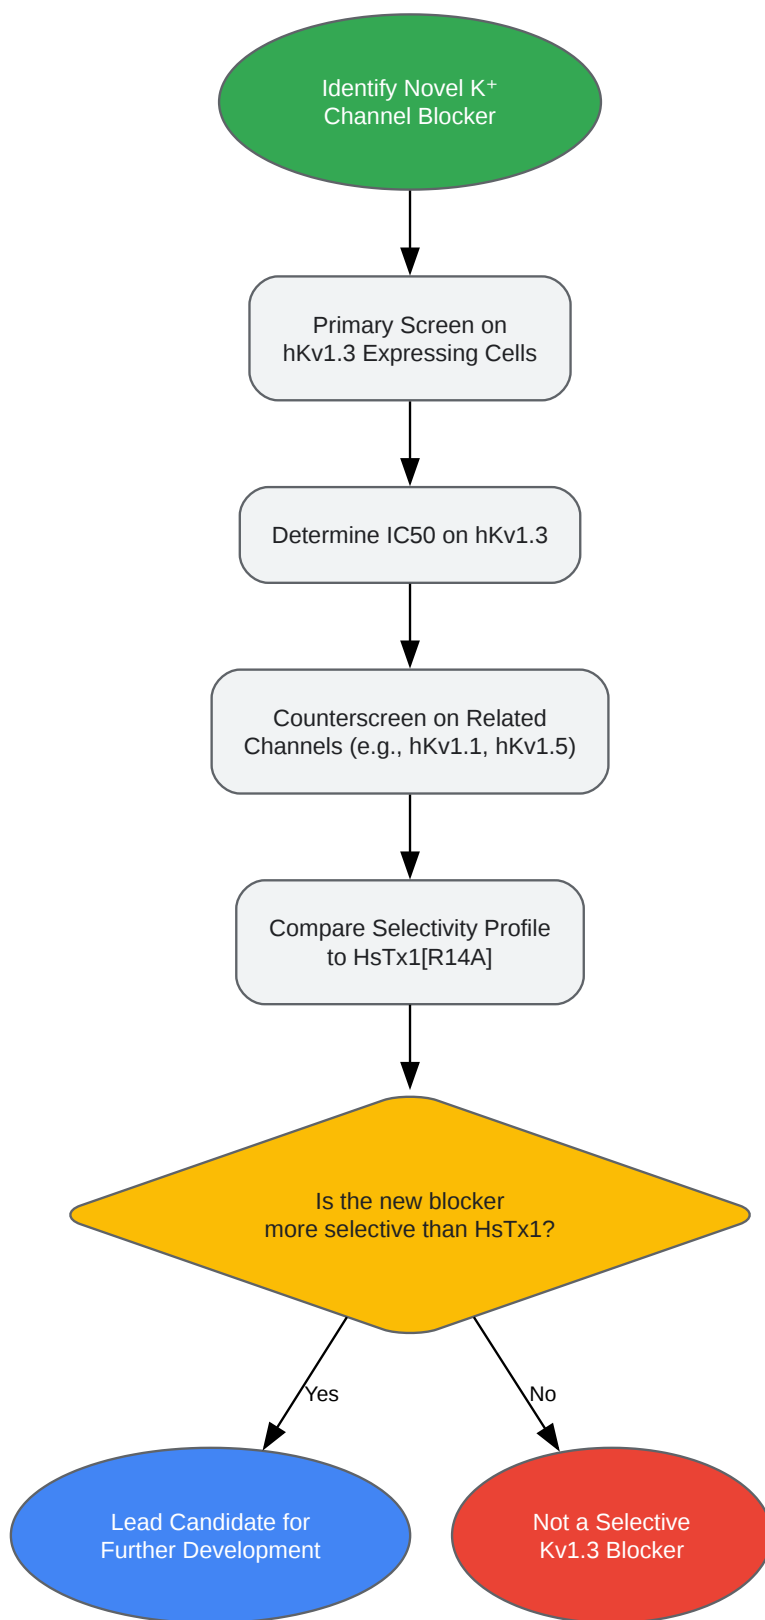 Identify Novel K⁺
Channel Blocker
Primary Screen on
hKv1.3 Expressing Cells
Determine IC50 on hKv1.3
Counterscreen on Related
Channels (e.g., hKv1.1, hKv1.5)
Compare Selectivity Profile
to HsTx1[R14A]
Is the new blocker
more selective than HsTx1?
Yes
No
Lead Candidate for
Further Development
Not a Selective
Kv1.3 Blocker